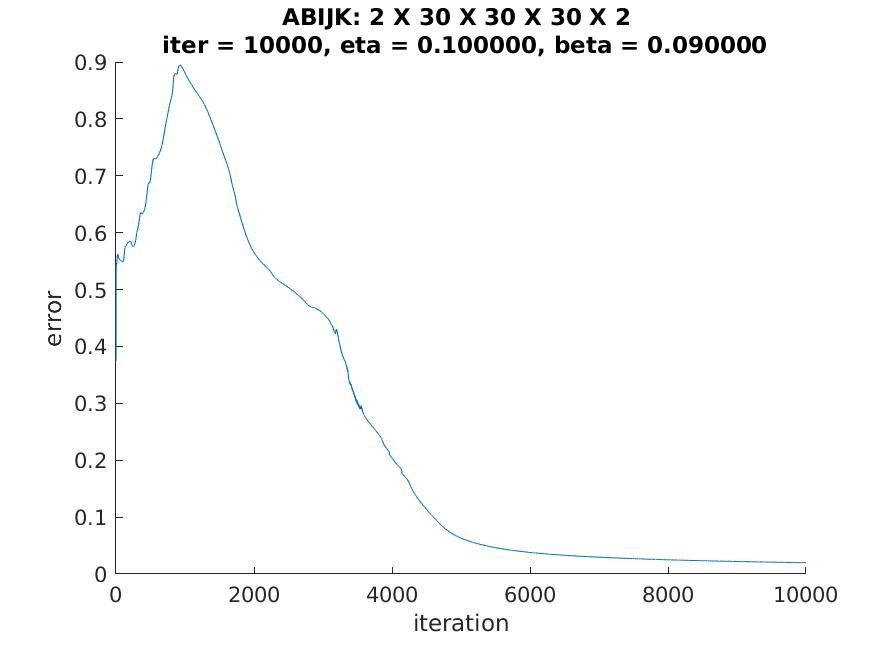 ABIJK: 2 X 30 X 30 X 30 X 2
iter = 10000, eta = 0.100000, beta = 0.090000
0.9
0.8
0.7
0.6
0.5
0.4
0.3
0.2
0.1
0
error
0 2000 4000 6000 8000 10000
iteration